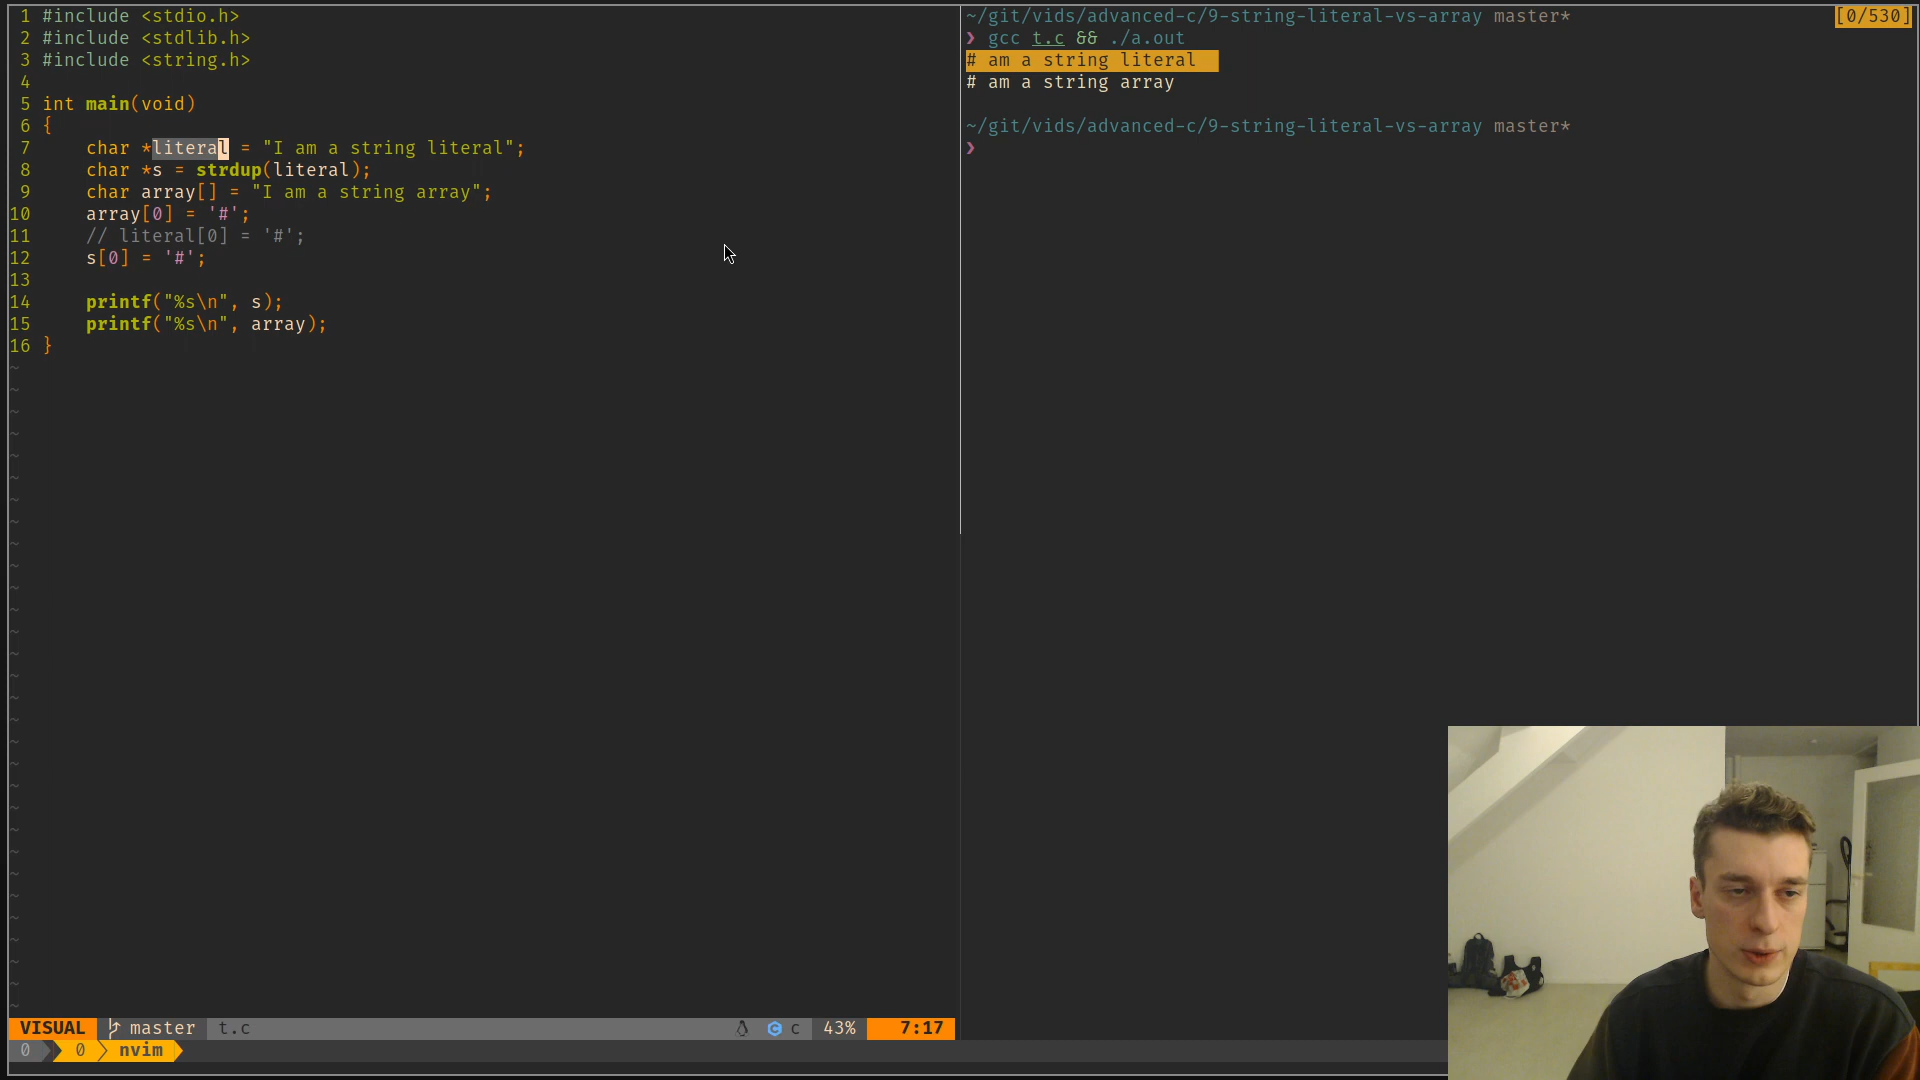 1 #include <stdio.h>
2 #include <stdlib.h>
3 #include <string.h>
4
5 int main(void)
6 {
7     char *literal = "I am a string literal";
8     char *s = strdup(literal);
9     char array[] = "I am a string array";
10     array[0] = '#';
11     // literal[0] = '#';
12     s[0] = '#';
13
14     printf("%s\n", s);
15     printf("%s\n", array);
16 }
VISUAL master t.c c 43% 7:17
0 0 nvim
~/git/vids/advanced-c/9-string-literal-vs-array master* [0/530]
❯ gcc t.c && ./a.out
# am a string literal
# am a string array
~/git/vids/advanced-c/9-string-literal-vs-array master*
❯